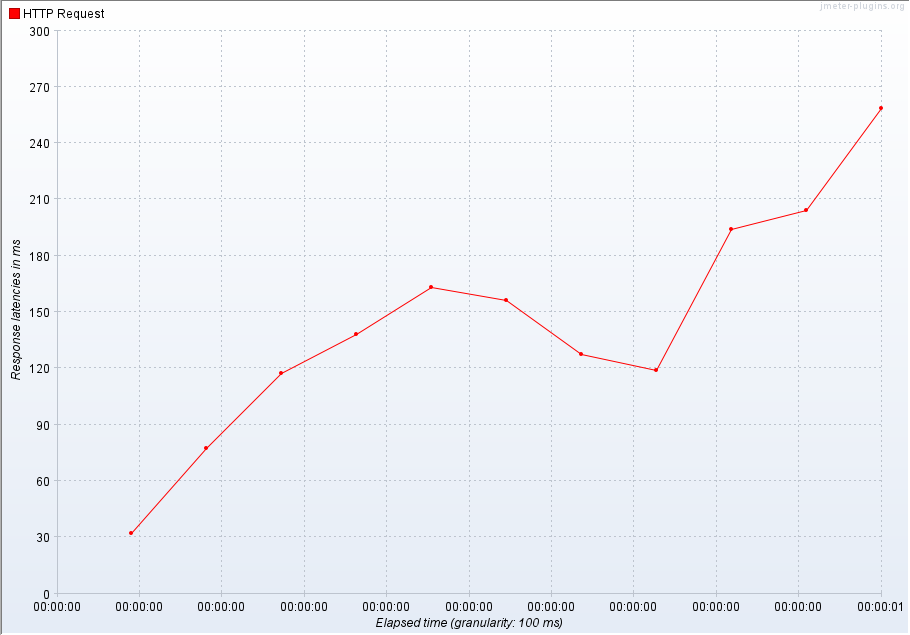 jmeter-plugins.org
HTTP Request
300
270
240
210
180
150
120
90
60
30
0
Response latencies in ms
00:00:00 00:00:00 00:00:00 00:00:00 00:00:00 00:00:00 00:00:00 00:00:00 00:00:00 00:00:00 00:00:01
Elapsed time (granularity: 100 ms)